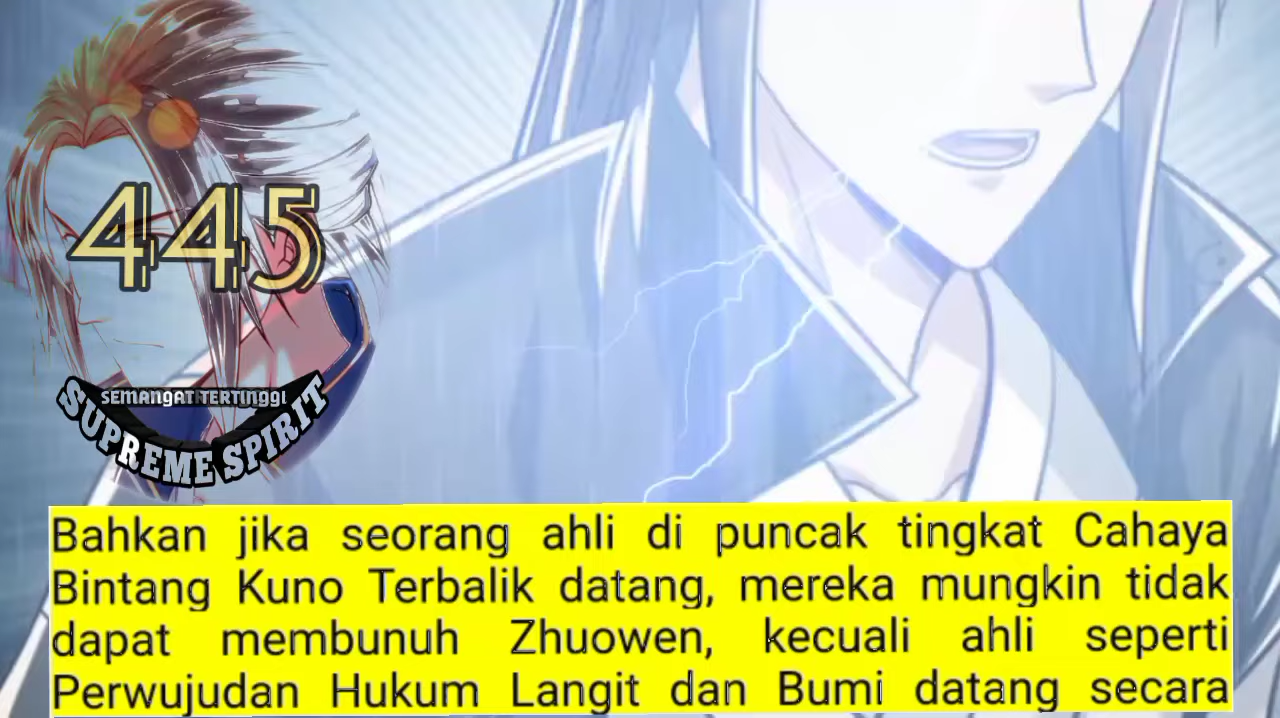 445
SEMANGAT TERTINGGI
SUPREME SPIRIT
Bahkan jika seorang ahli di puncak tingkat Cahaya
Bintang Kuno Terbalik datang, mereka mungkin tidak
dapat membunuh Zhuowen, kecuali ahli seperti
Perwujudan Hukum Langit dan Bumi datang secara